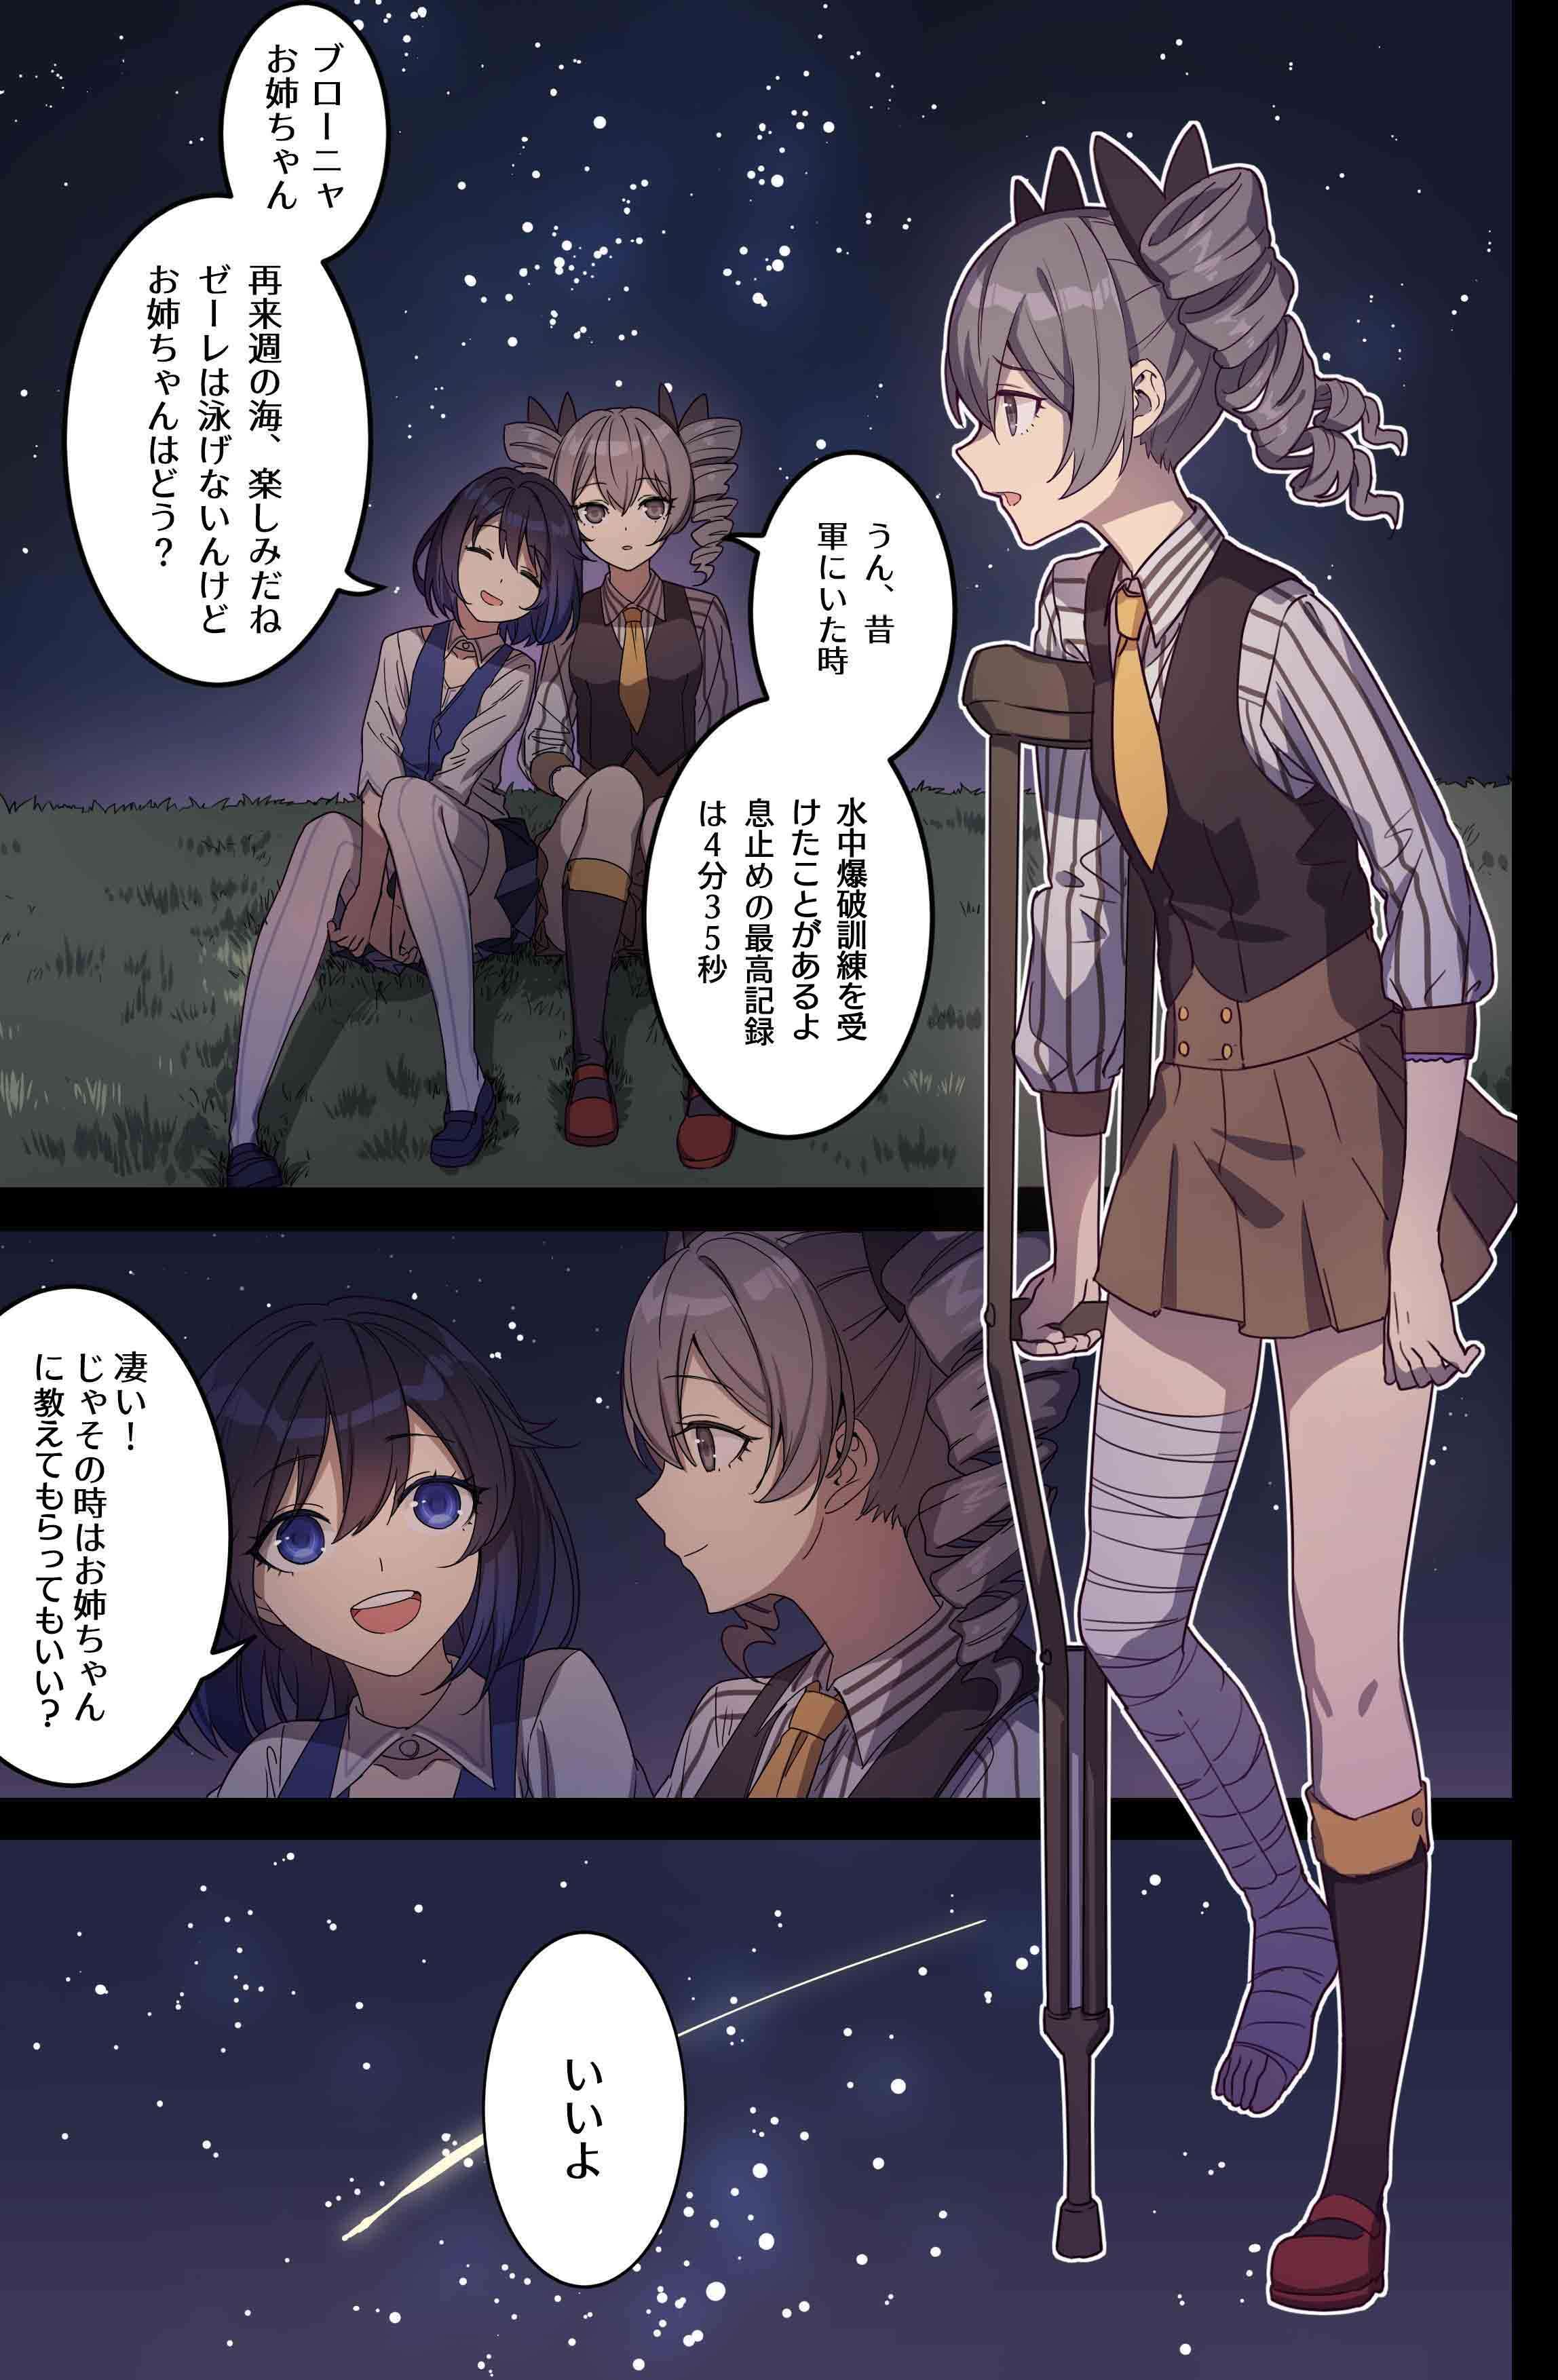 ブローニャ
お姉ちゃん
再来週の海、楽しみだね
ゼーレは泳げないんけど
お姉ちゃんはどう？
うん、昔
軍にいた時
水中爆破訓練を受
けたことがあるよ
息止めの最高記録
は4分35秒
凄い！
じゃその時はお姉ちゃん
に教えてもらってもいい？
いいよ